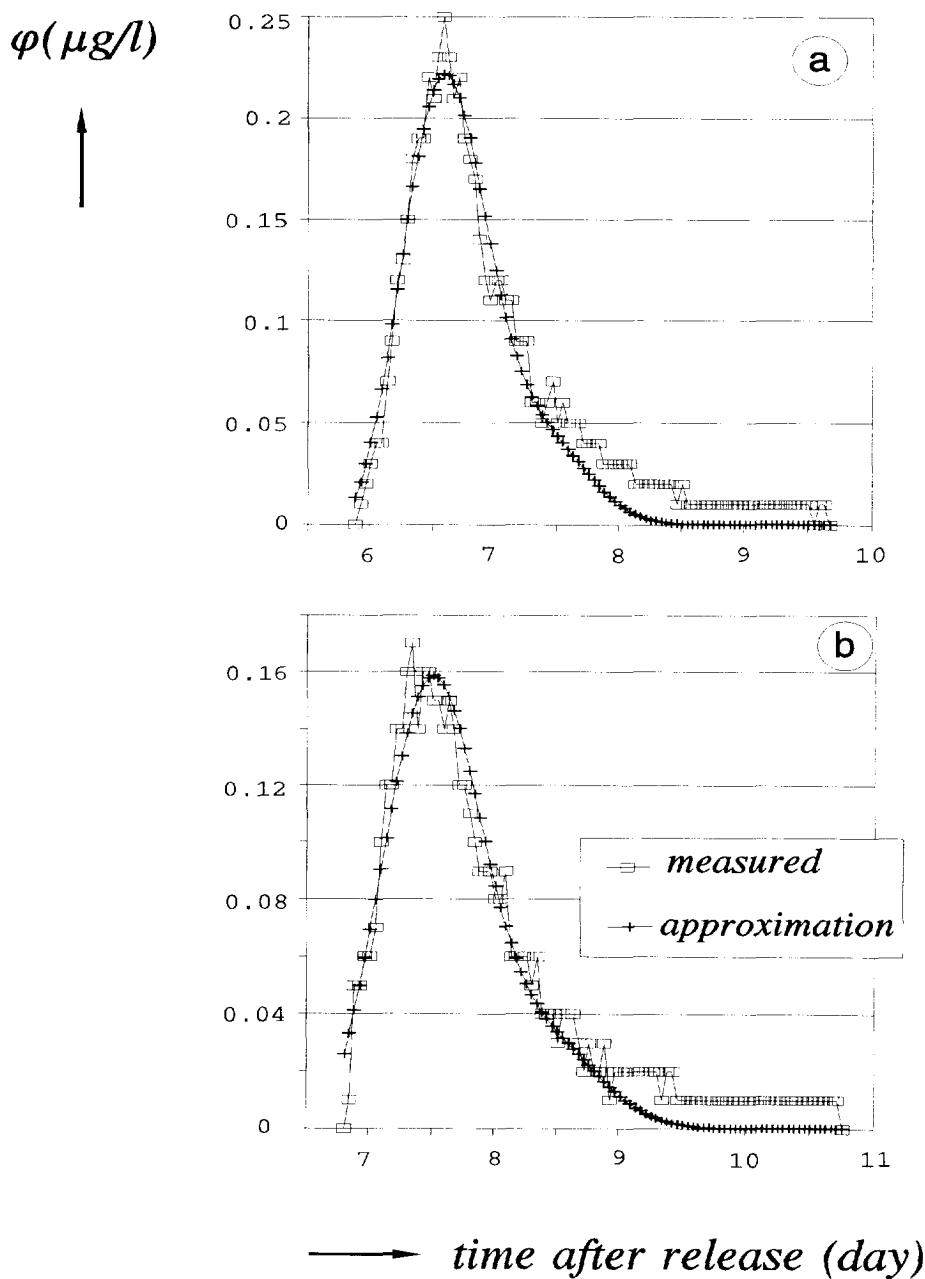 φ(μg/l)
a
0.25
0.2
0.15
0.1
0.05
0
6 7 8 9 10
b
0.16
0.12
0.08
0.04
0
measured
approximation
7 8 9 10 11
time after release (day)